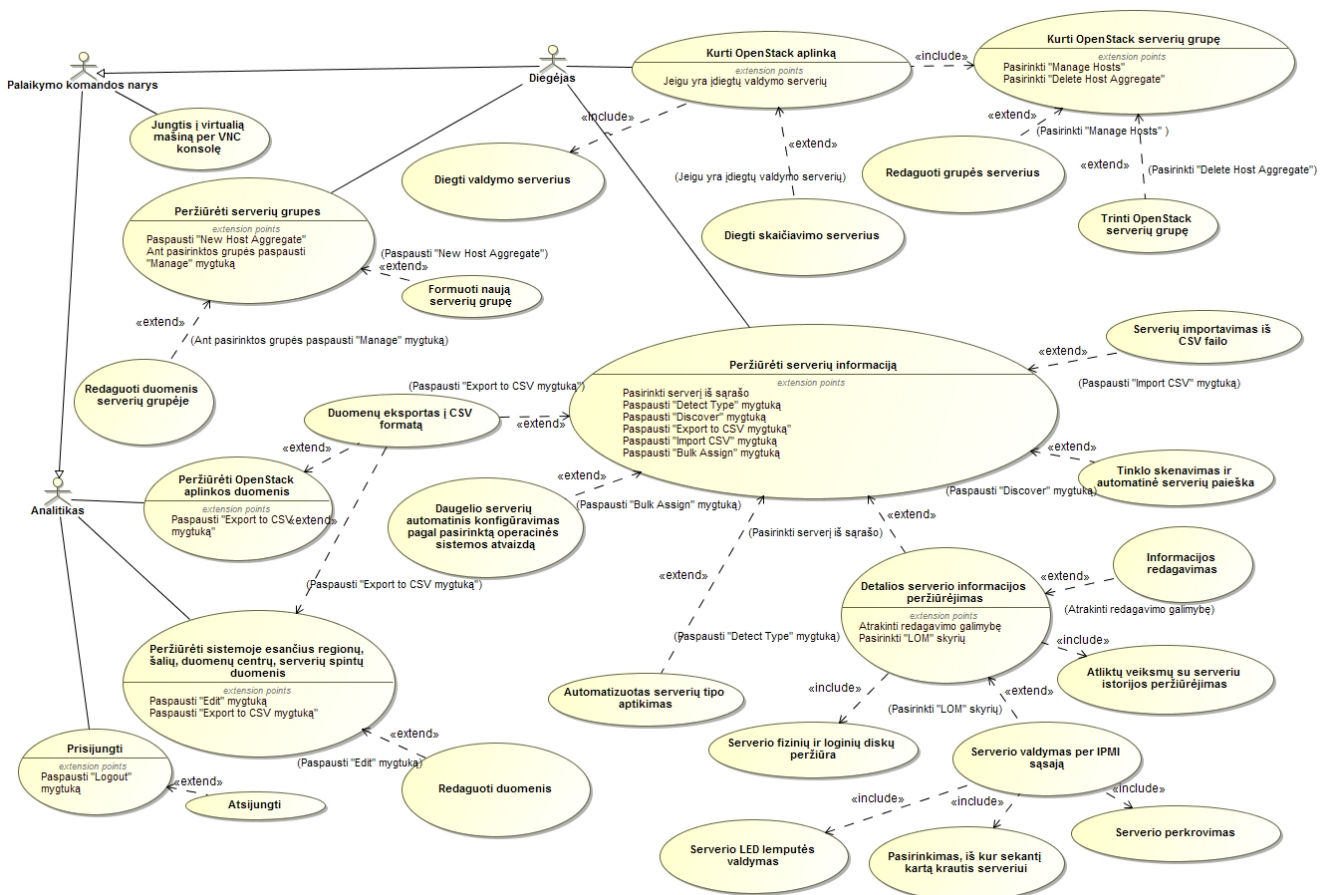 Palaikymo komandos narys
Diegėjas
Jungtis į virtualią
mašiną per VNC
konsolę
Kurti OpenStack aplinką
extension points
Jeigu yra įdiegtų valdymo serverių
«include»
Kurti OpenStack serverių grupę
extension points
Pasirinkti "Manage Hosts"
Pasirinkti "Delete Host Aggregate"
«include»
Diegti valdymo serverius
«extend»
(Jeigu yra įdiegtų valdymo serverių)
Diegti skaičiavimo serverius
«extend»
(Pasirinkti "Manage Hosts" )
Redaguoti grupės serverius
«extend»
(Pasirinkti "Delete Host Aggregate")
Trinti OpenStack
serverių grupę
Peržiūrėti serverių grupes
extension points
Paspausti "New Host Aggregate"
Ant pasirinktos grupės paspausti
"Manage" mygtuką
(Paspausti "New Host Aggregate")
«extend»
Formuoti naują
serverių grupę
«extend»
(Ant pasirinktos grupės paspausti "Manage" mygtuką)
Redaguoti duomenis
serverių grupėje
Peržiūrėti serverių informaciją
extension points
Pasirinkti serverį iš sąrašo
Paspausti "Detect Type" mygtuką
Paspausti "Discover" mygtuką
Paspausti "Export to CSV mygtuką"
Paspausti "Import CSV" mygtuką
Paspausti "Bulk Assign" mygtuką
Serverių importavimas iš
CSV failo
«extend»
(Paspausti "Import CSV" mygtuką)
(Paspausti "Export to CSV mygtuką")
«extend»
Duomenų eksportas į CSV
formatą
«extend»
Analitikas
Peržiūrėti OpenStack
aplinkos duomenis
extension points
Paspausti "Export to CSV
mygtuką"
«extend»
(Paspausti "Export to CSV mygtuką")
«extend»
(Paspausti "Bulk Assign" mygtuką)
Daugelio serverių
automatinis konfigūravimas
pagal pasirinktą operacinės
sistemos atvaizdą
«extend»
(Paspausti "Discover" mygtuką)
Tinklo skenavimas ir
automatinė serverių paieška
(Pasirinkti serverį iš sąrašo)
«extend»
«extend»
(Paspausti "Detect Type" mygtuką)
Automatizuotas serverių tipo
aptikimas
Detalios serverio informacijos
peržiūrėjimas
extension points
Atrakinti redagavimo galimybę
Pasirinkti "LOM" skyrių
Informacijos
redagavimas
«extend»
(Atrakinti redagavimo galimybę)
«include»
Atliktų veiksmų su serveriu
istorijos peržiūrėjimas
«include»
Serverio fizinių ir loginių diskų
peržiūra
«extend»
(Pasirinkti "LOM" skyrių)
Serverio valdymas per IPMI
sąsają
Peržiūrėti sistemoje esančius regionų,
šalių, duomenų centrų, serverių spintų
duomenis
extension points
Paspausti "Edit" mygtuką
Paspausti "Export to CSV mygtuką"
«extend»
(Paspausti "Edit" mygtuką)
Redaguoti duomenis
Prisijungti
extension points
Paspausti "Logout"
mygtuką
«extend»
Atsijungti
«include»
«include»
«include»
Serverio LED lemputės
valdymas
Pasirinkimas, iš kur sekantį
kartą krautis serveriui
Serverio perkrovimas